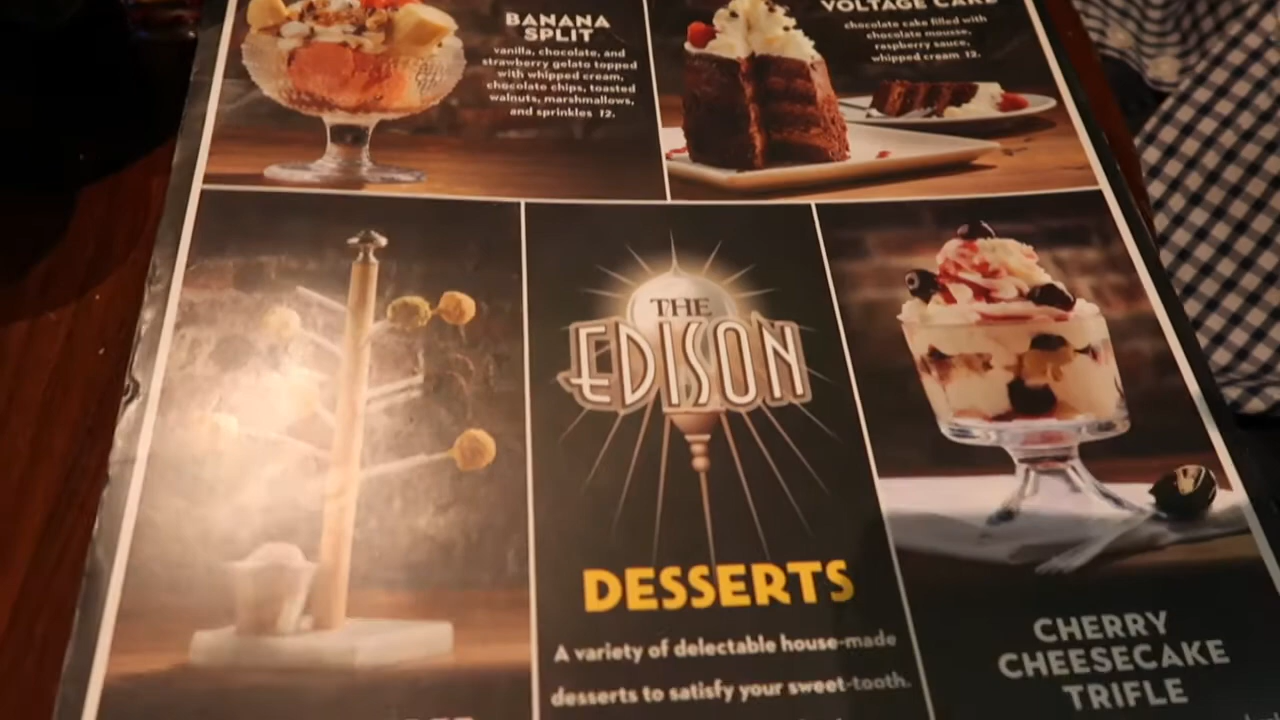 BANANA
SPLIT
vanilla, chocolate, and
strawberry gelato topped
with whipped cream,
chocolate chips, toasted
walnuts, marshmallows,
and sprinkles 12.
VOLTAGE CAKE
chocolate cake filled with
chocolate mousse,
raspberry sauce,
whipped cream 12.
THE
EDISON
DESSERTS
A variety of delectable house-made
desserts to satisfy your sweet-tooth.
CHERRY
CHEESECAKE
TRIFLE